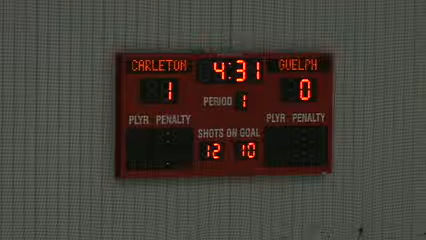 CARLETON 4:31 GUELPH
1 0
PERIOD 1
PLYR PENALTY PLYR PENALTY
SHOTS ON GOAL
12 10